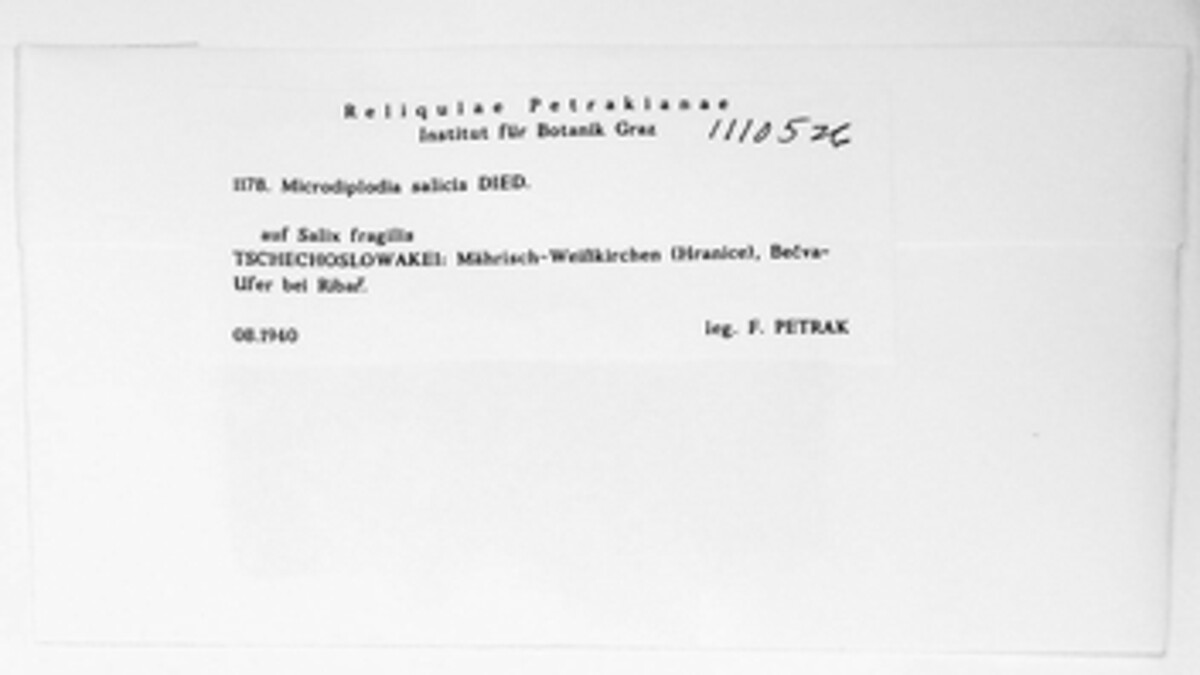 Reliquiae Petrakianae
Institut für Botanik Graz 1110526
1178. Microdiplodia salicis DIED.
auf Salix fragilis
TSCHECHOSLOWAKEI: Mährisch-Weißkirchen (Hranice), Bečva-
Ufer bei Ribař.
08.1940 leg. F. PETRAK